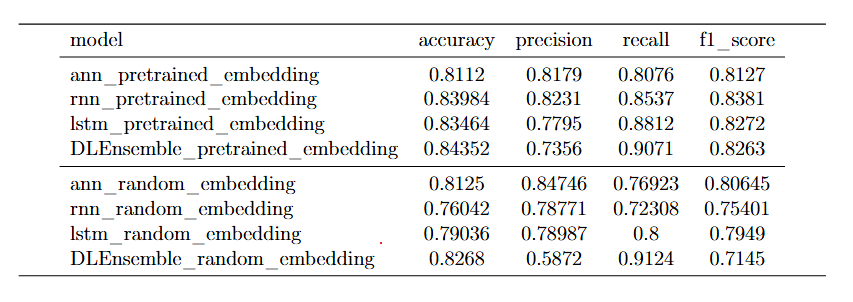 model accuracy precision recall f1_score
ann_pretrained_embedding 0.8112 0.8179 0.8076 0.8127
rnn_pretrained_embedding 0.83984 0.8231 0.8537 0.8381
lstm_pretrained_embedding 0.83464 0.7795 0.8812 0.8272
DLEnsemble_pretrained_embedding 0.84352 0.7356 0.9071 0.8263
ann_random_embedding 0.8125 0.84746 0.76923 0.80645
rnn_random_embedding 0.76042 0.78771 0.72308 0.75401
lstm_random_embedding 0.79036 0.78987 0.8 0.7949
DLEnsemble_random_embedding 0.8268 0.5872 0.9124 0.7145